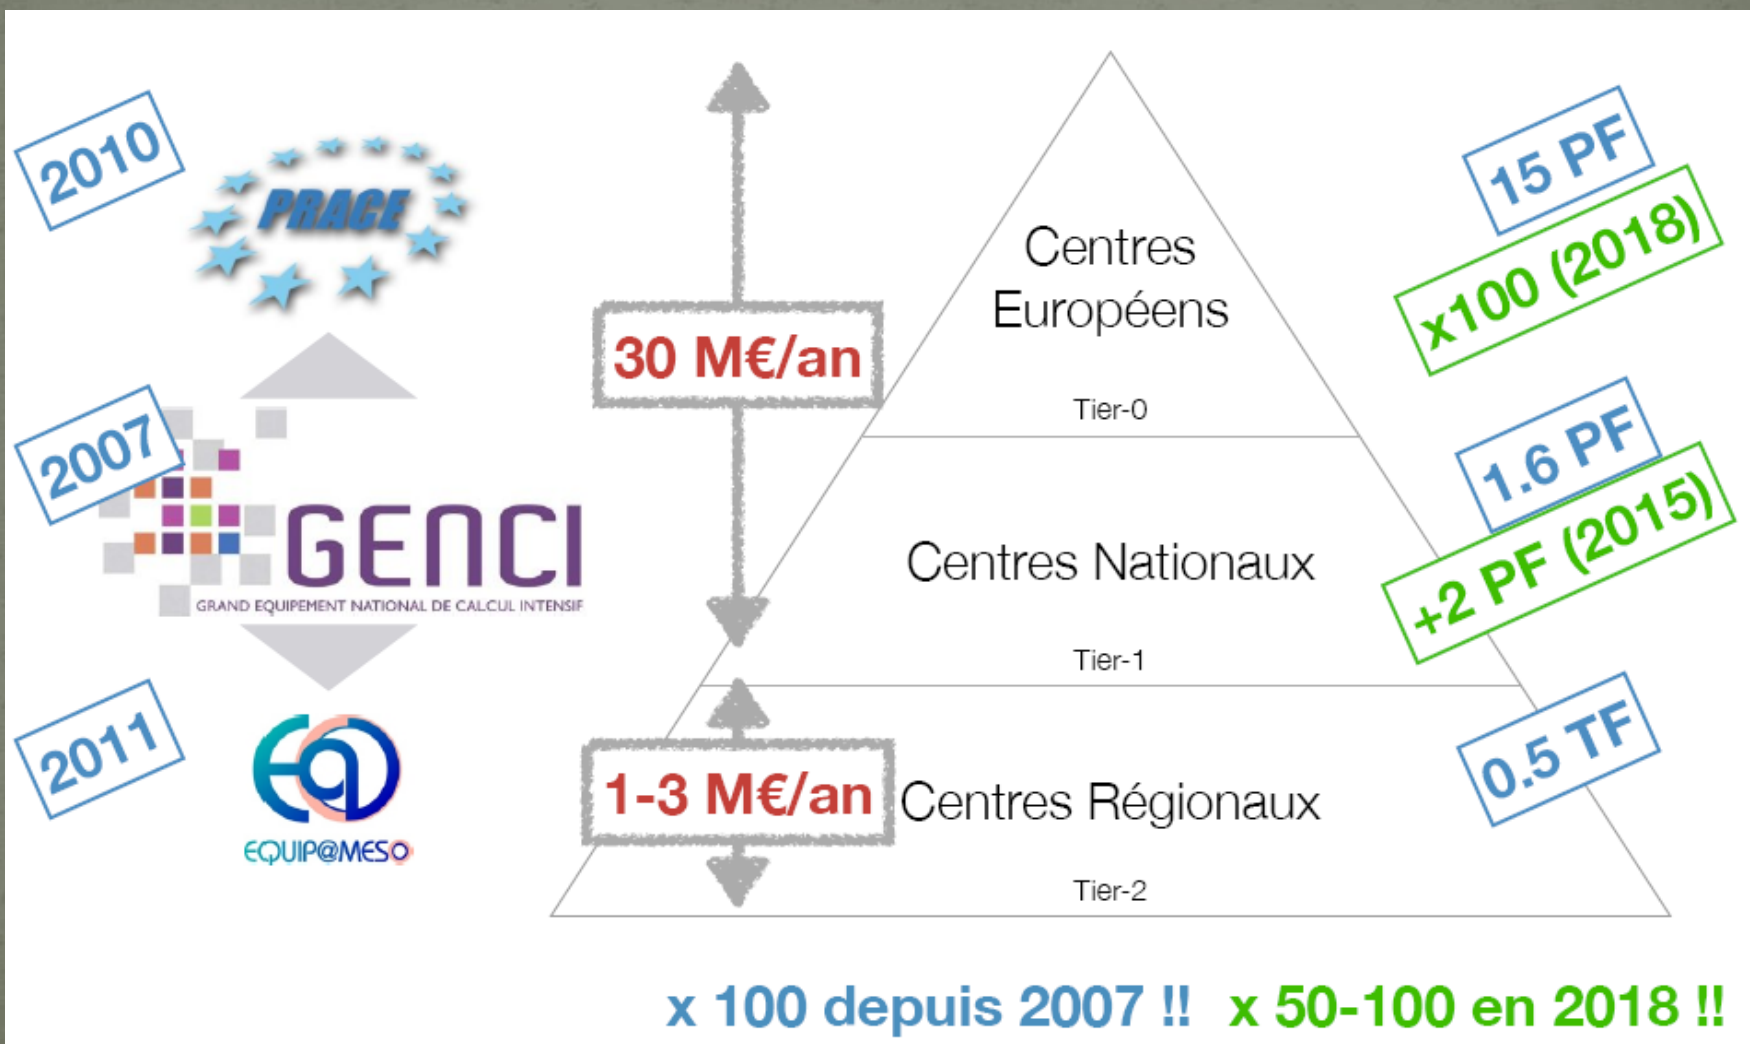 2010
PRACE
2007
GENCI
GRAND EQUIPEMENT NATIONAL DE CALCUL INTENSIF
2011
EQUIP@MESO
30 M€/an
1-3 M€/an
Centres
Européens
Tier-0
Centres Nationaux
Tier-1
Centres Régionaux
Tier-2
15 PF
x100 (2018)
1.6 PF
+2 PF (2015)
0.5 TF
x 100 depuis 2007 !! x 50-100 en 2018 !!